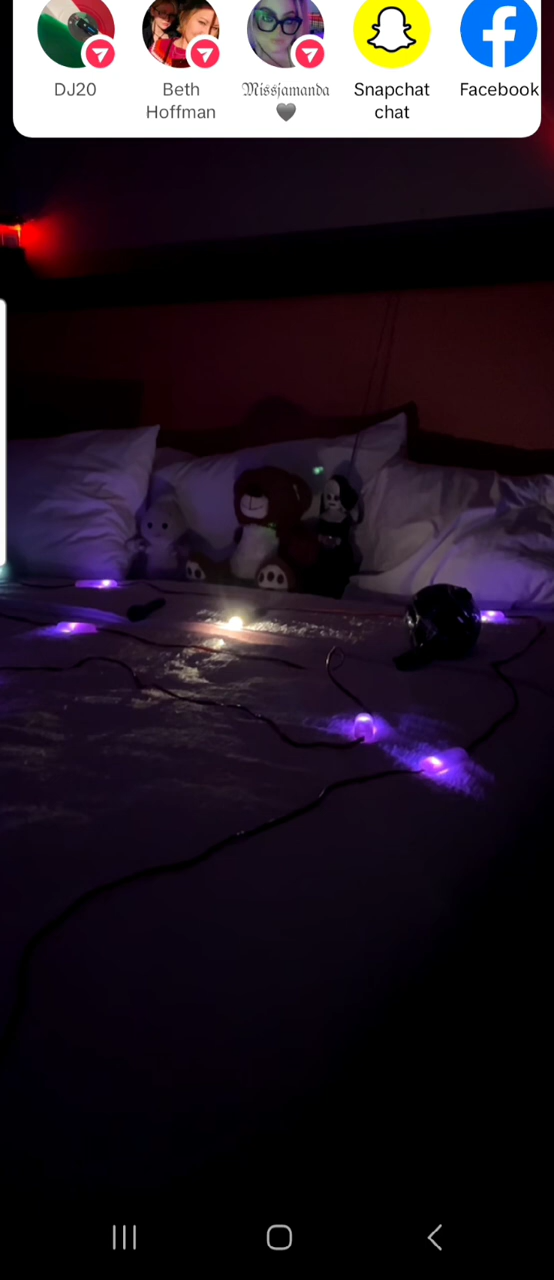 DJ20
Beth
Hoffman
𝔐𝔦𝔰𝔰𝔧𝔞𝔪𝔞𝔫𝔡𝔞
🖤
Snapchat
chat
Facebook